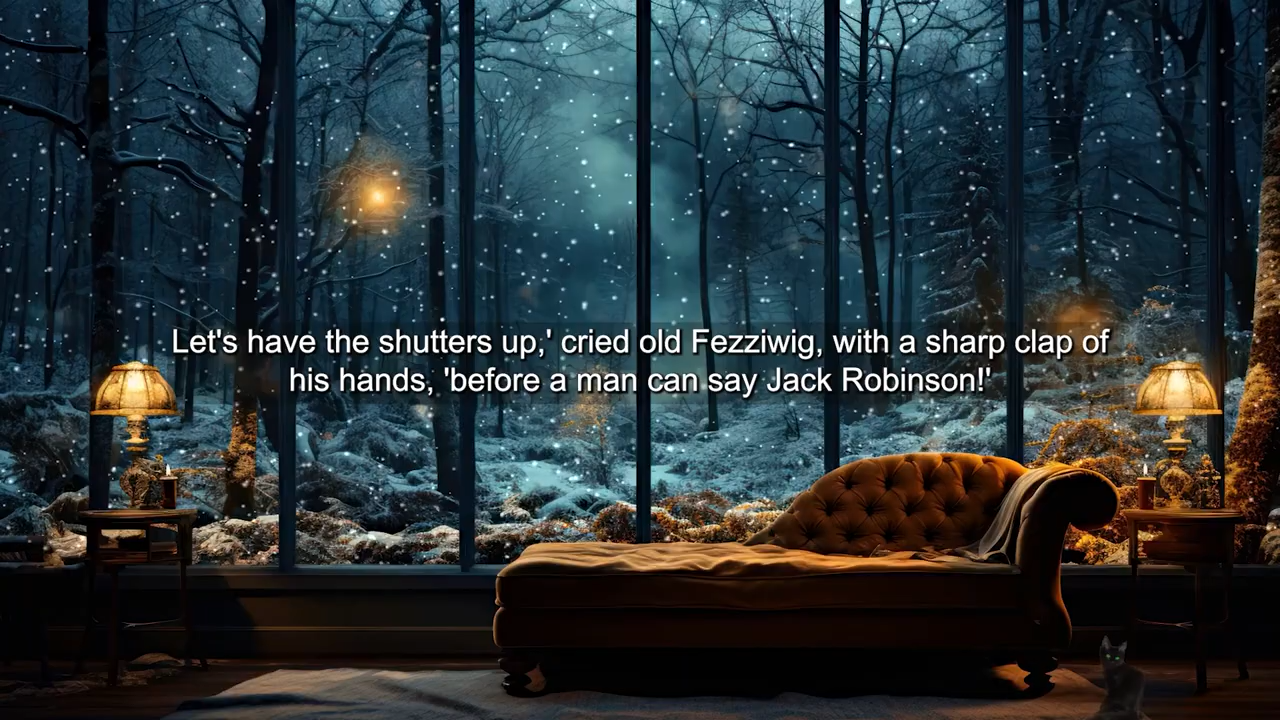 Let's have the shutters up,' cried old Fezziwig, with a sharp clap of
his hands, 'before a man can say Jack Robinson!'